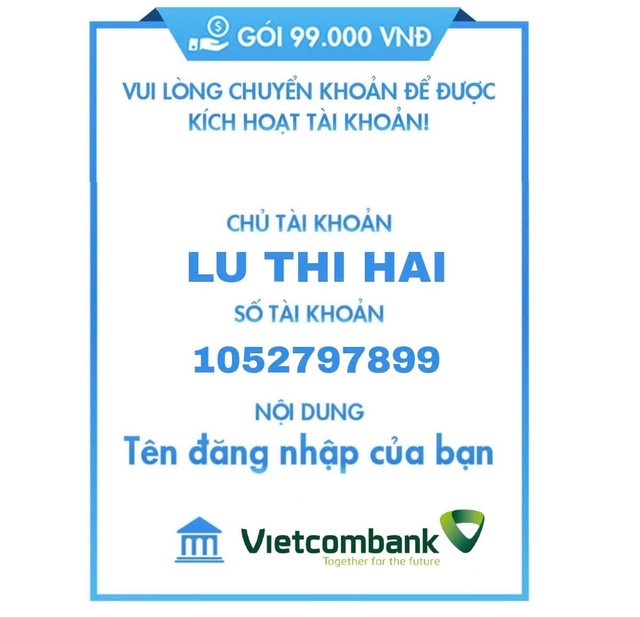 GÓI 99.000 VNĐ
VUI LÒNG CHUYỂN KHOẢN ĐỂ ĐƯỢC
KÍCH HOẠT TÀI KHOẢN!
CHỦ TÀI KHOẢN
LU THI HAI
SỐ TÀI KHOẢN
1052797899
NỘI DUNG
Tên đăng nhập của bạn
Vietcombank
Together for the future